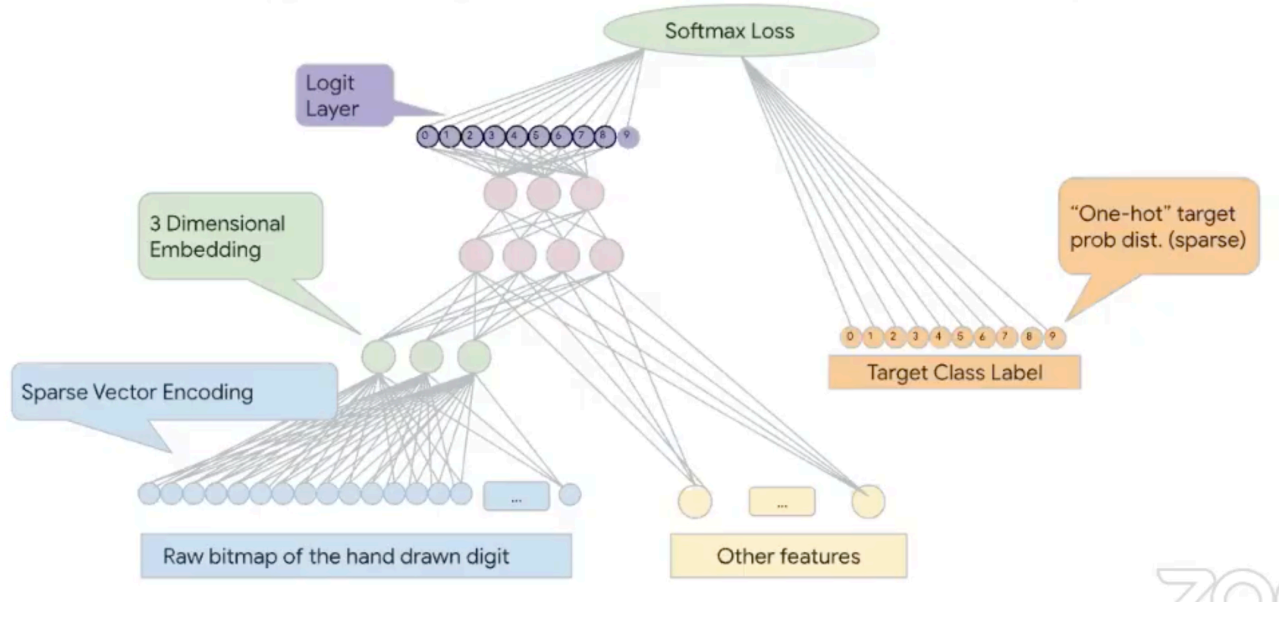 Softmax Loss
Logit
Layer
0 1 2 3 4 5 6 7 8 9
3 Dimensional
Embedding
"One-hot" target
prob dist. (sparse)
0 1 2 3 4 5 6 7 8 9
Target Class Label
Sparse Vector Encoding
...
...
Raw bitmap of the hand drawn digit
Other features